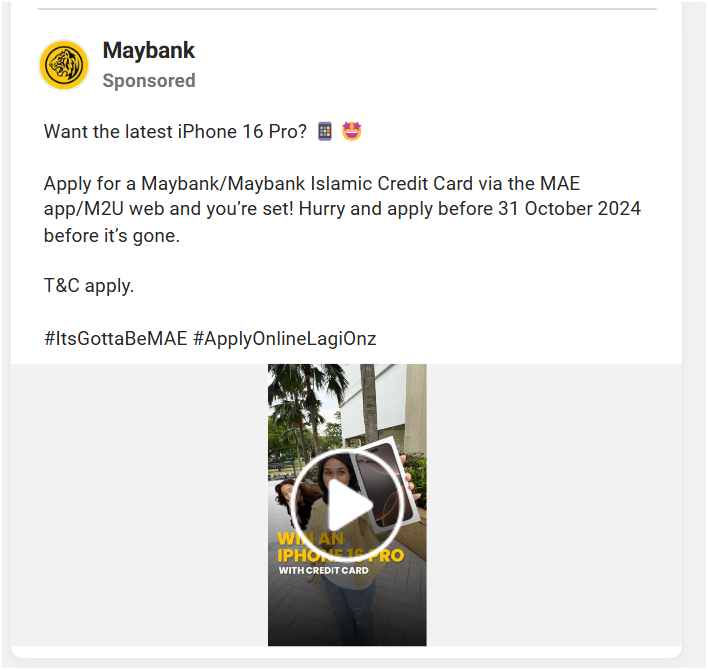 Maybank
Sponsored
Want the latest iPhone 16 Pro? 📱 🤩
Apply for a Maybank/Maybank Islamic Credit Card via the MAE
app/M2U web and you’re set! Hurry and apply before 31 October 2024
before it’s gone.
T&C apply.
#ItsGottaBeMAE #ApplyOnlineLagiOnz
WIN AN
IPHONE 16 PRO
WITH CREDIT CARD